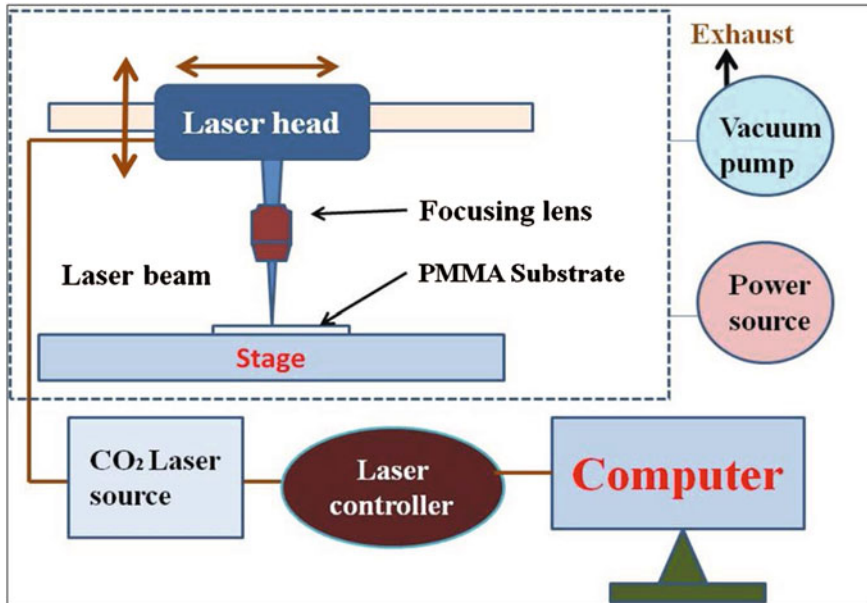 Exhaust
Laser head
Vacuum
pump
Focusing lens
Laser beam
PMMA Substrate
Power
source
Stage
CO₂ Laser
source
Laser
controller
Computer